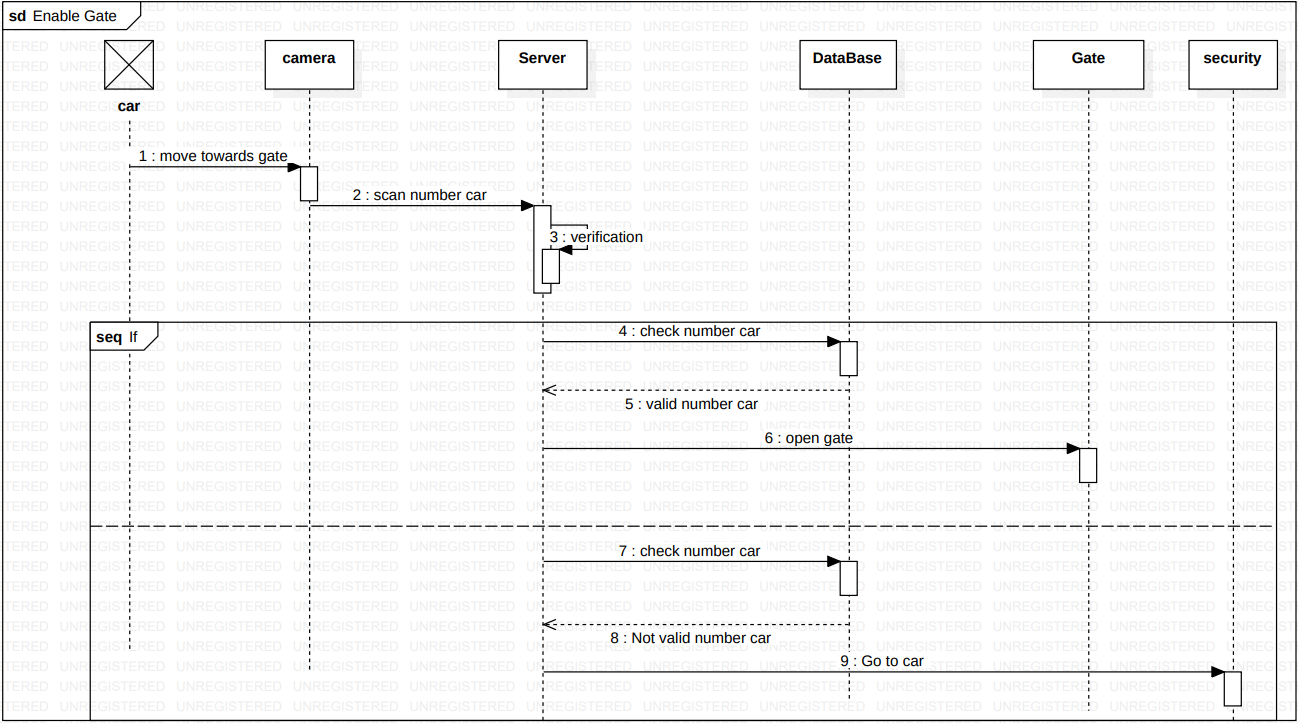 sd Enable Gate
camera
Server
DataBase
Gate
security
car
1 : move towards gate
2 : scan number car
3 : verification
seq If
4 : check number car
5 : valid number car
6 : open gate
7 : check number car
8 : Not valid number car
9 : Go to car
UNREGISTERED